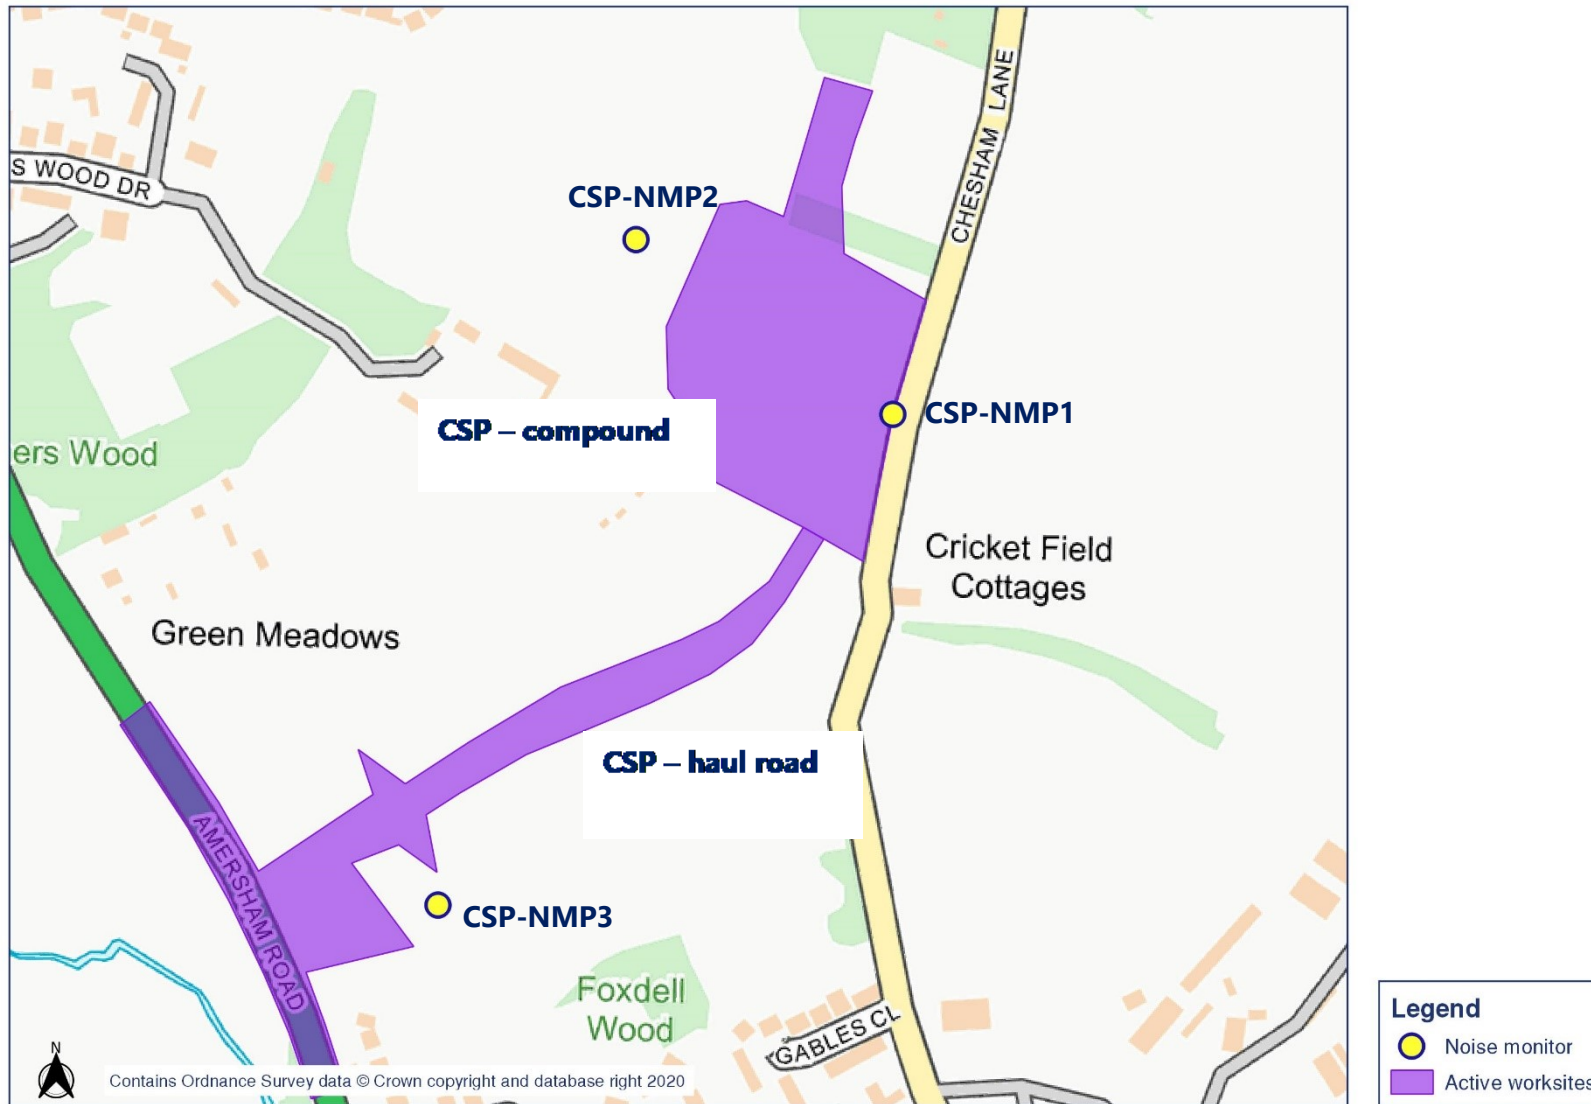 CHESHAM LANE
S WOOD DR
CSP-NMP2
CSP-NMP1
CSP – compound
ers Wood
Cricket Field
Cottages
Green Meadows
CSP – haul road
AMERSHAM ROAD
CSP-NMP3
Foxdell
Wood
GABLES CL
N
Contains Ordnance Survey data © Crown copyright and database right 2020
Legend
Noise monitor
Active worksites